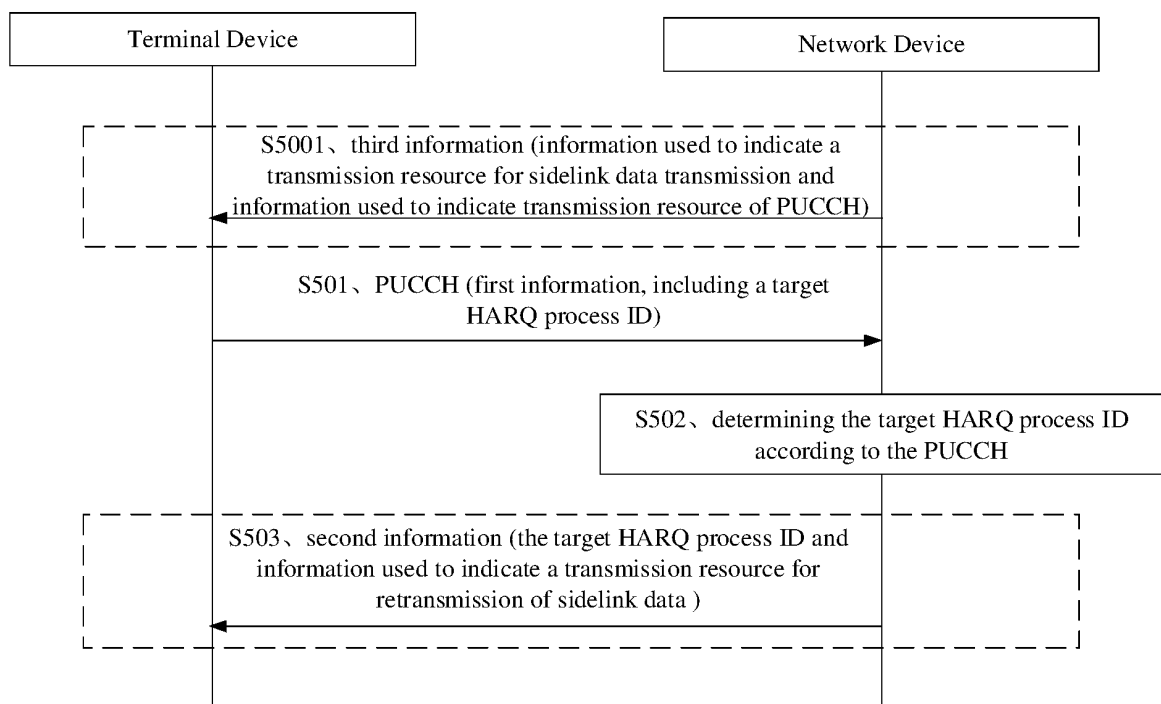 Terminal Device
Network Device
S5001、third information (information used to indicate a
transmission resource for sidelink data transmission and
information used to indicate transmission resource of PUCCH)
S501、PUCCH (first information, including a target
HARQ process ID)
S502、determining the target HARQ process ID
according to the PUCCH
S503、second information (the target HARQ process ID and
information used to indicate a transmission resource for
retransmission of sidelink data )